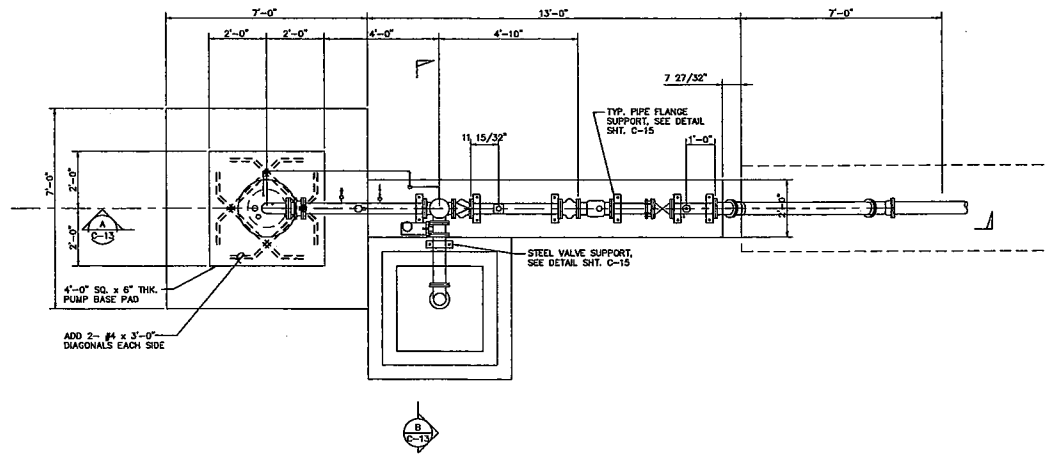 7'-0"
13'-0"
7'-0"
2'-0"
2'-0"
4'-0"
4'-10"
7 27/32"
TYP. PIPE FLANGE
SUPPORT, SEE DETAIL
SHT. C-15
11 15/32"
1'-0"
7'-0"
2'-0"
2'-0"
2'-0"
A
C-13
STEEL VALVE SUPPORT,
SEE DETAIL SHT. C-15
4'-0" SQ. x 6" THK.
PUMP BASE PAD
ADD 2- #4 x 3'-0"
DIAGONALS EACH SIDE
B
C-13